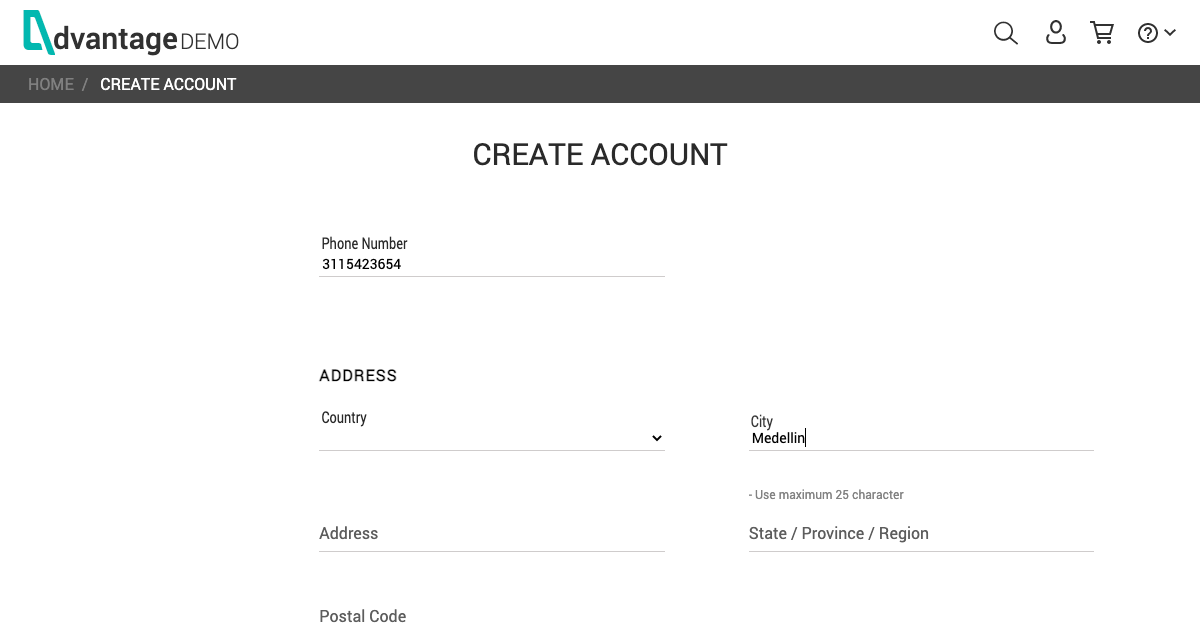 dvantage DEMO
HOME / CREATE ACCOUNT
CREATE ACCOUNT
Phone Number
3115423654
ADDRESS
Country
City
Medellin
- Use maximum 25 character
Address
State / Province / Region
Postal Code